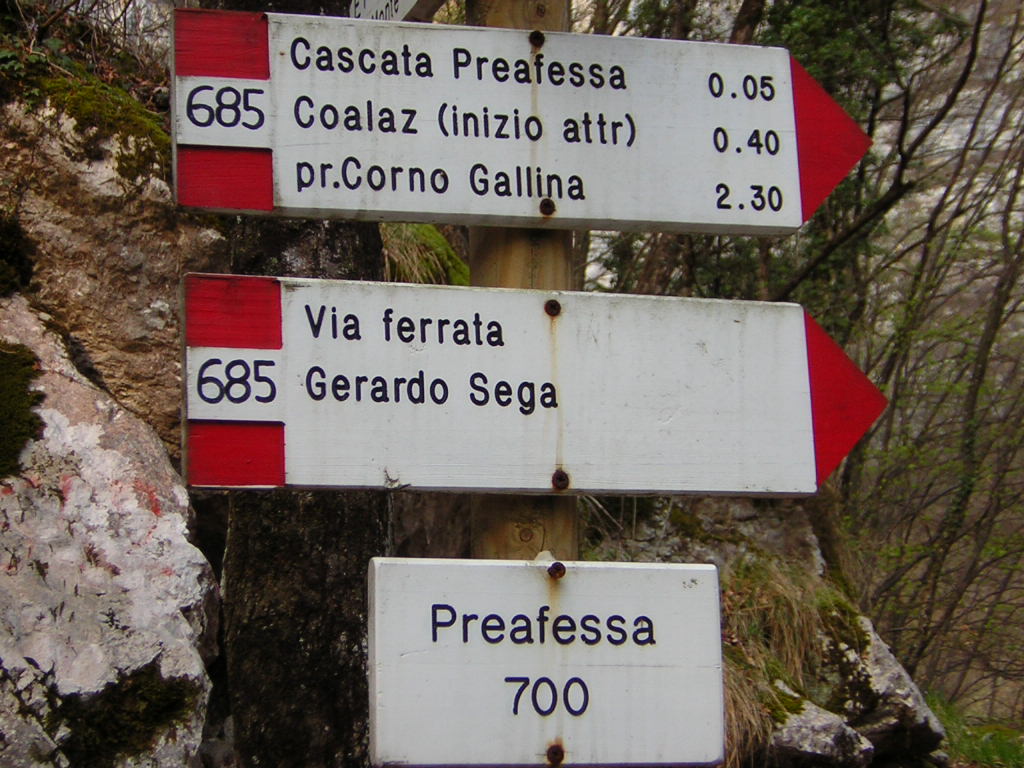 Monte
685
Cascata Preafessa 0.05
Coalaz (inizio attr) 0.40
pr.Corno Gallina 2.30
685
Via ferrata
Gerardo Sega
Preafessa
700